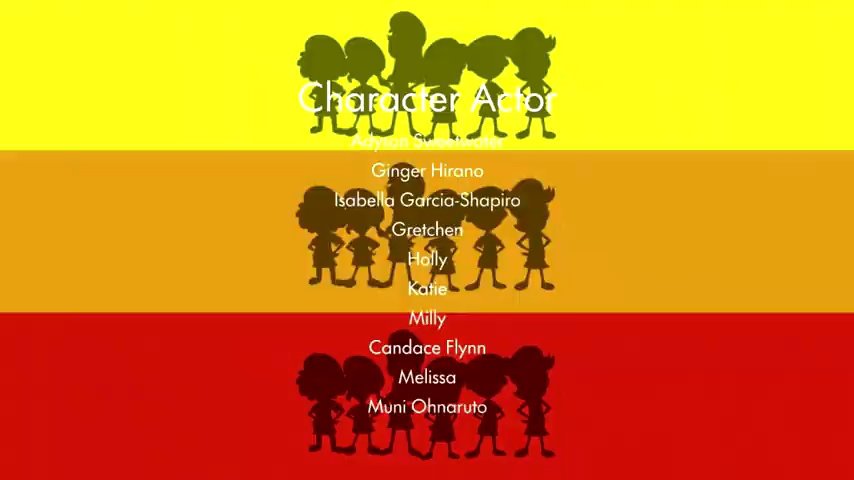 Character Actor
Adyson Sweetwater
Ginger Hirano
Isabella Garcia-Shapiro
Gretchen
Holly
Katie
Milly
Candace Flynn
Melissa
Muni Ohnaruto